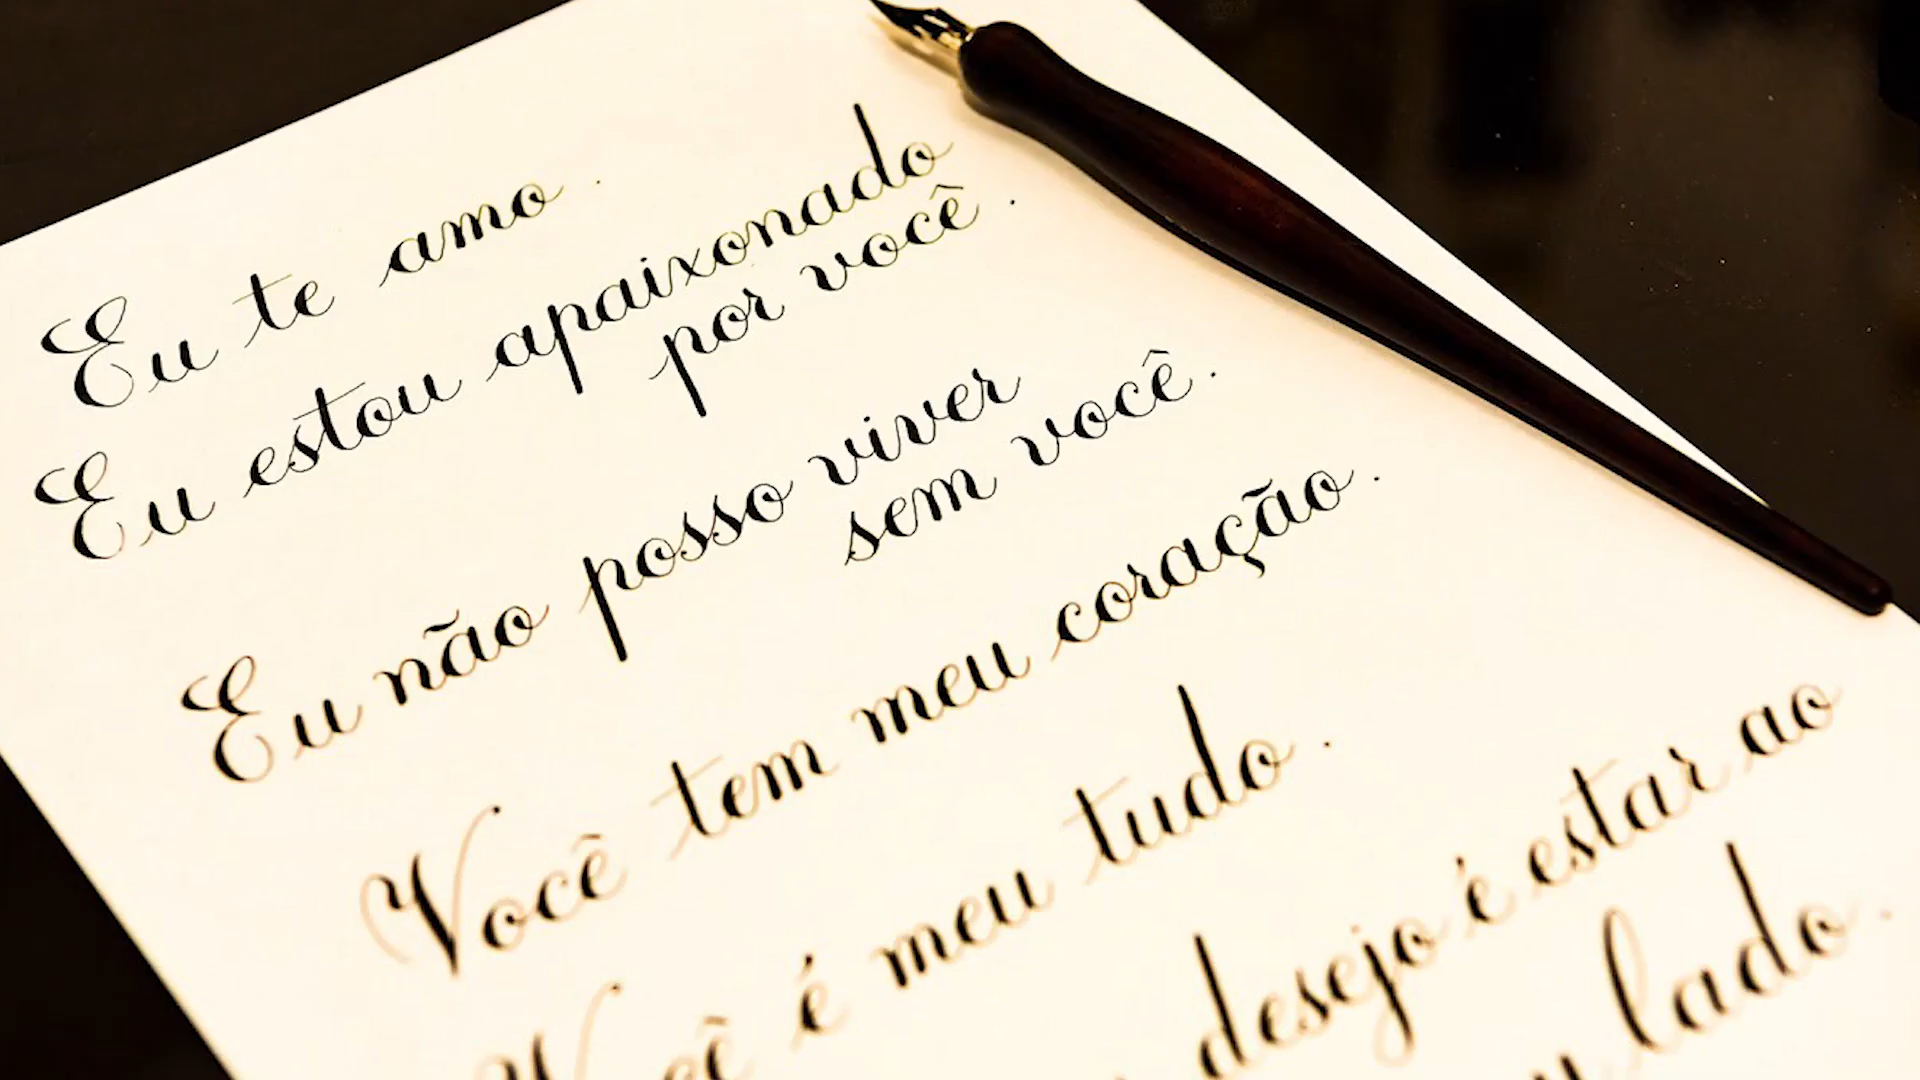 Eu te amo.
Eu estou apaixonado
por você.
Eu não posso viver
sem você.
Você tem meu coração.
é meu tudo.
desejo é estar ao
lado.